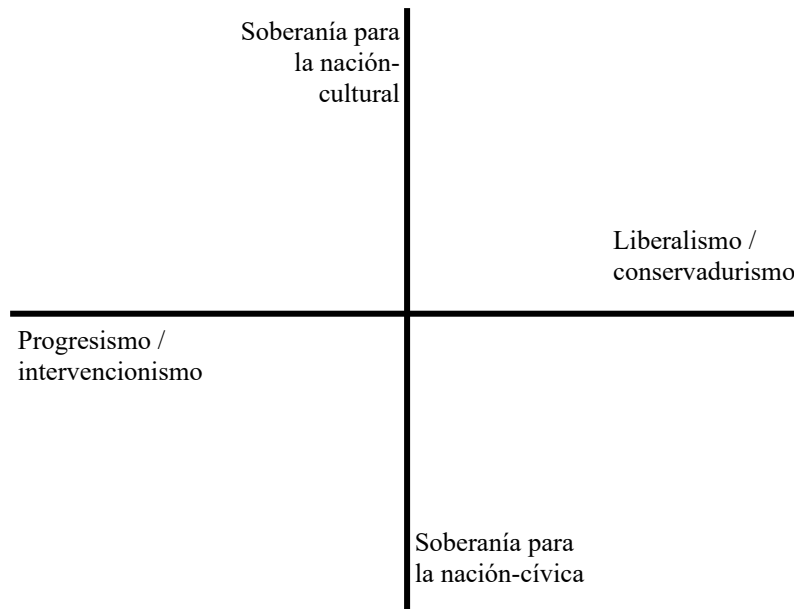 Soberanía para
la nación-
cultural
Liberalismo /
conservadurismo
Progresismo /
intervencionismo
Soberanía para
la nación-cívica